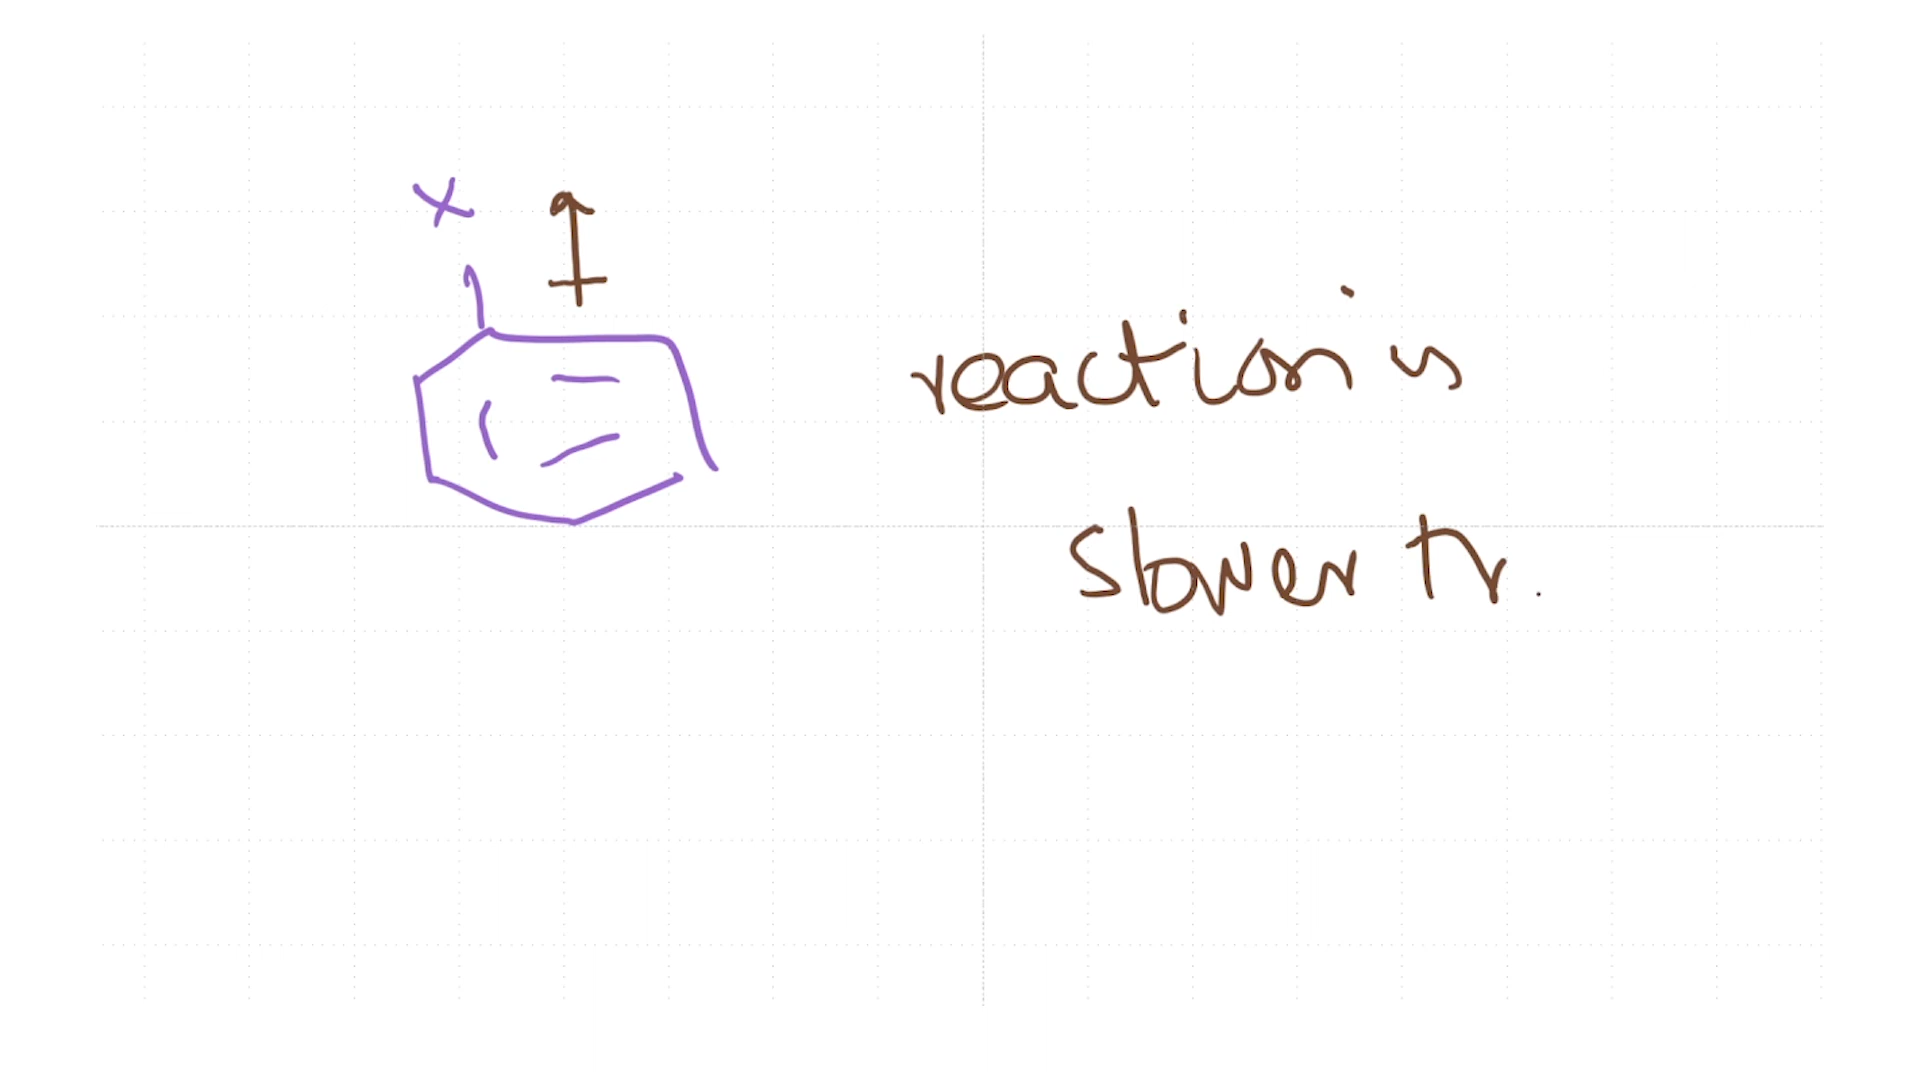 X
reaction is
slower